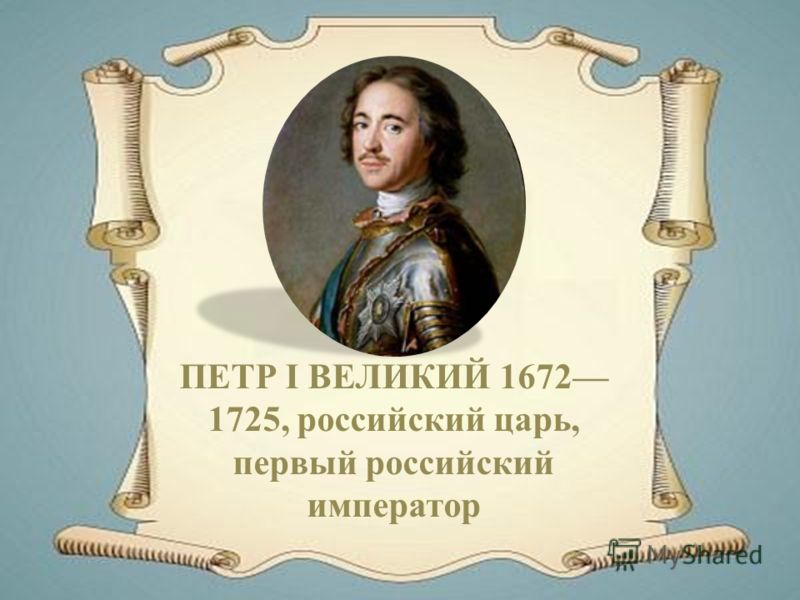 ПЕТР I ВЕЛИКИЙ 1672—
1725, российский царь,
первый российский
император
MyShared